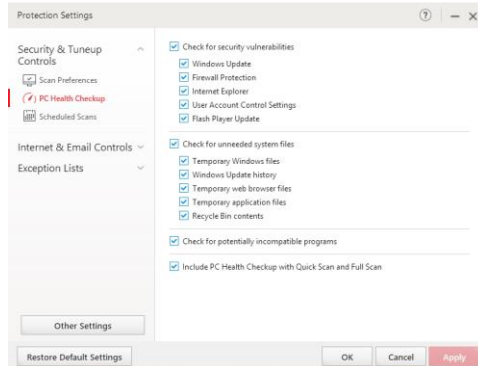 Protection Settings
?
Security & Tuneup
Controls
Scan Preferences
PC Health Checkup
Scheduled Scans
Internet & Email Controls
Exception Lists
Other Settings
Check for security vulnerabilities
Windows Update
Firewall Protection
Internet Explorer
User Account Control Settings
Flash Player Update
Check for unneeded system files
Temporary Windows files
Windows Update history
Temporary web browser files
Temporary application files
Recycle Bin contents
Check for potentially incompatible programs
Include PC Health Checkup with Quick Scan and Full Scan
Restore Default Settings
OK
Cancel
Apply